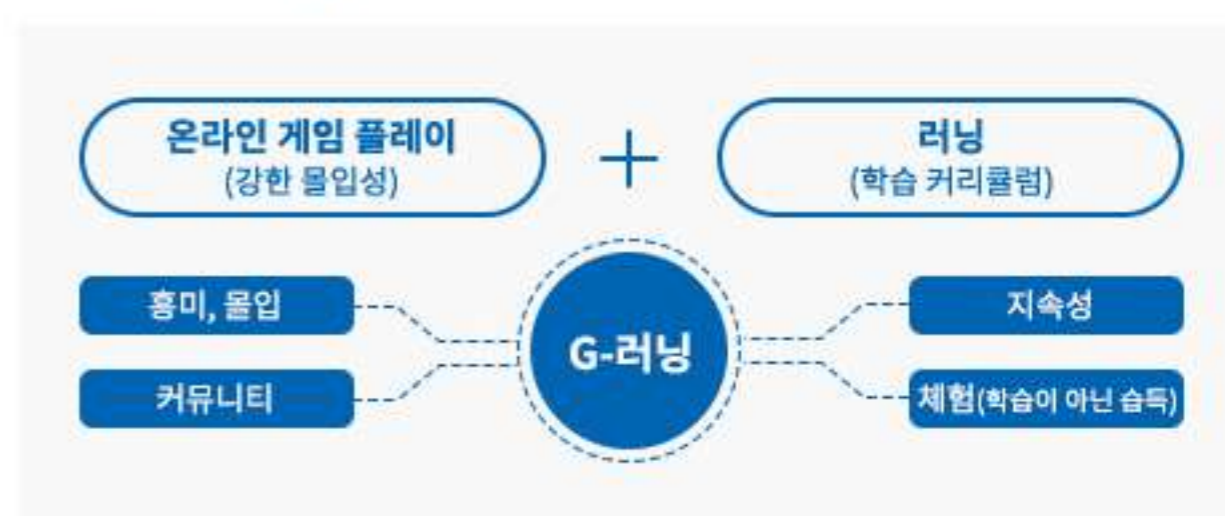 온라인 게임 플레이
(강한 몰입성)
+
러닝
(학습 커리큘럼)
흥미, 몰입
커뮤니티
G-러닝
지속성
체험(학습이 아닌 습득)